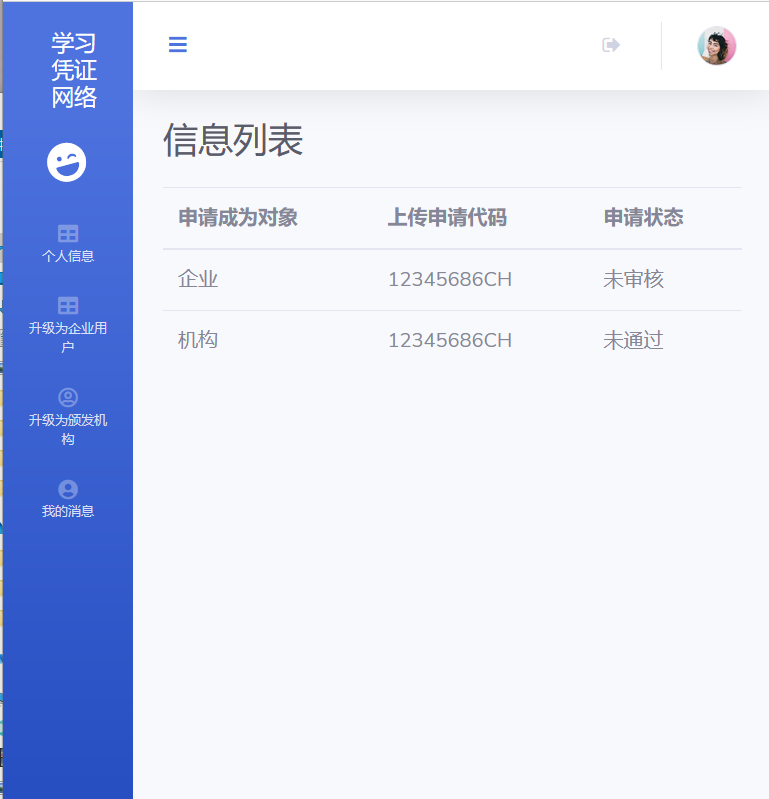 学习
凭证
网络
个人信息
升级为企业用
户
升级为颁发机
构
我的消息
信息列表
申请成为对象 上传申请代码 申请状态
企业 12345686CH 未审核
机构 12345686CH 未通过